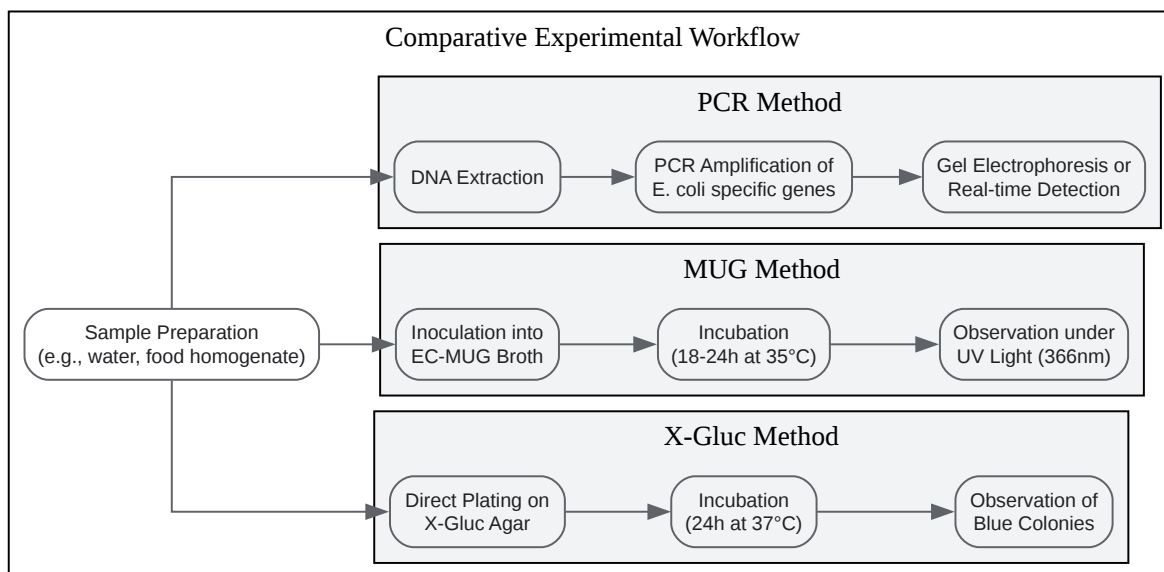 Comparative Experimental Workflow
PCR Method
DNA Extraction
PCR Amplification of
E. coli specific genes
Gel Electrophoresis or
Real-time Detection
MUG Method
Sample Preparation
(e.g., water, food homogenate)
Inoculation into
EC-MUG Broth
Incubation
(18-24h at 35°C)
Observation under
UV Light (366nm)
X-Gluc Method
Direct Plating on
X-Gluc Agar
Incubation
(24h at 37°C)
Observation of
Blue Colonies